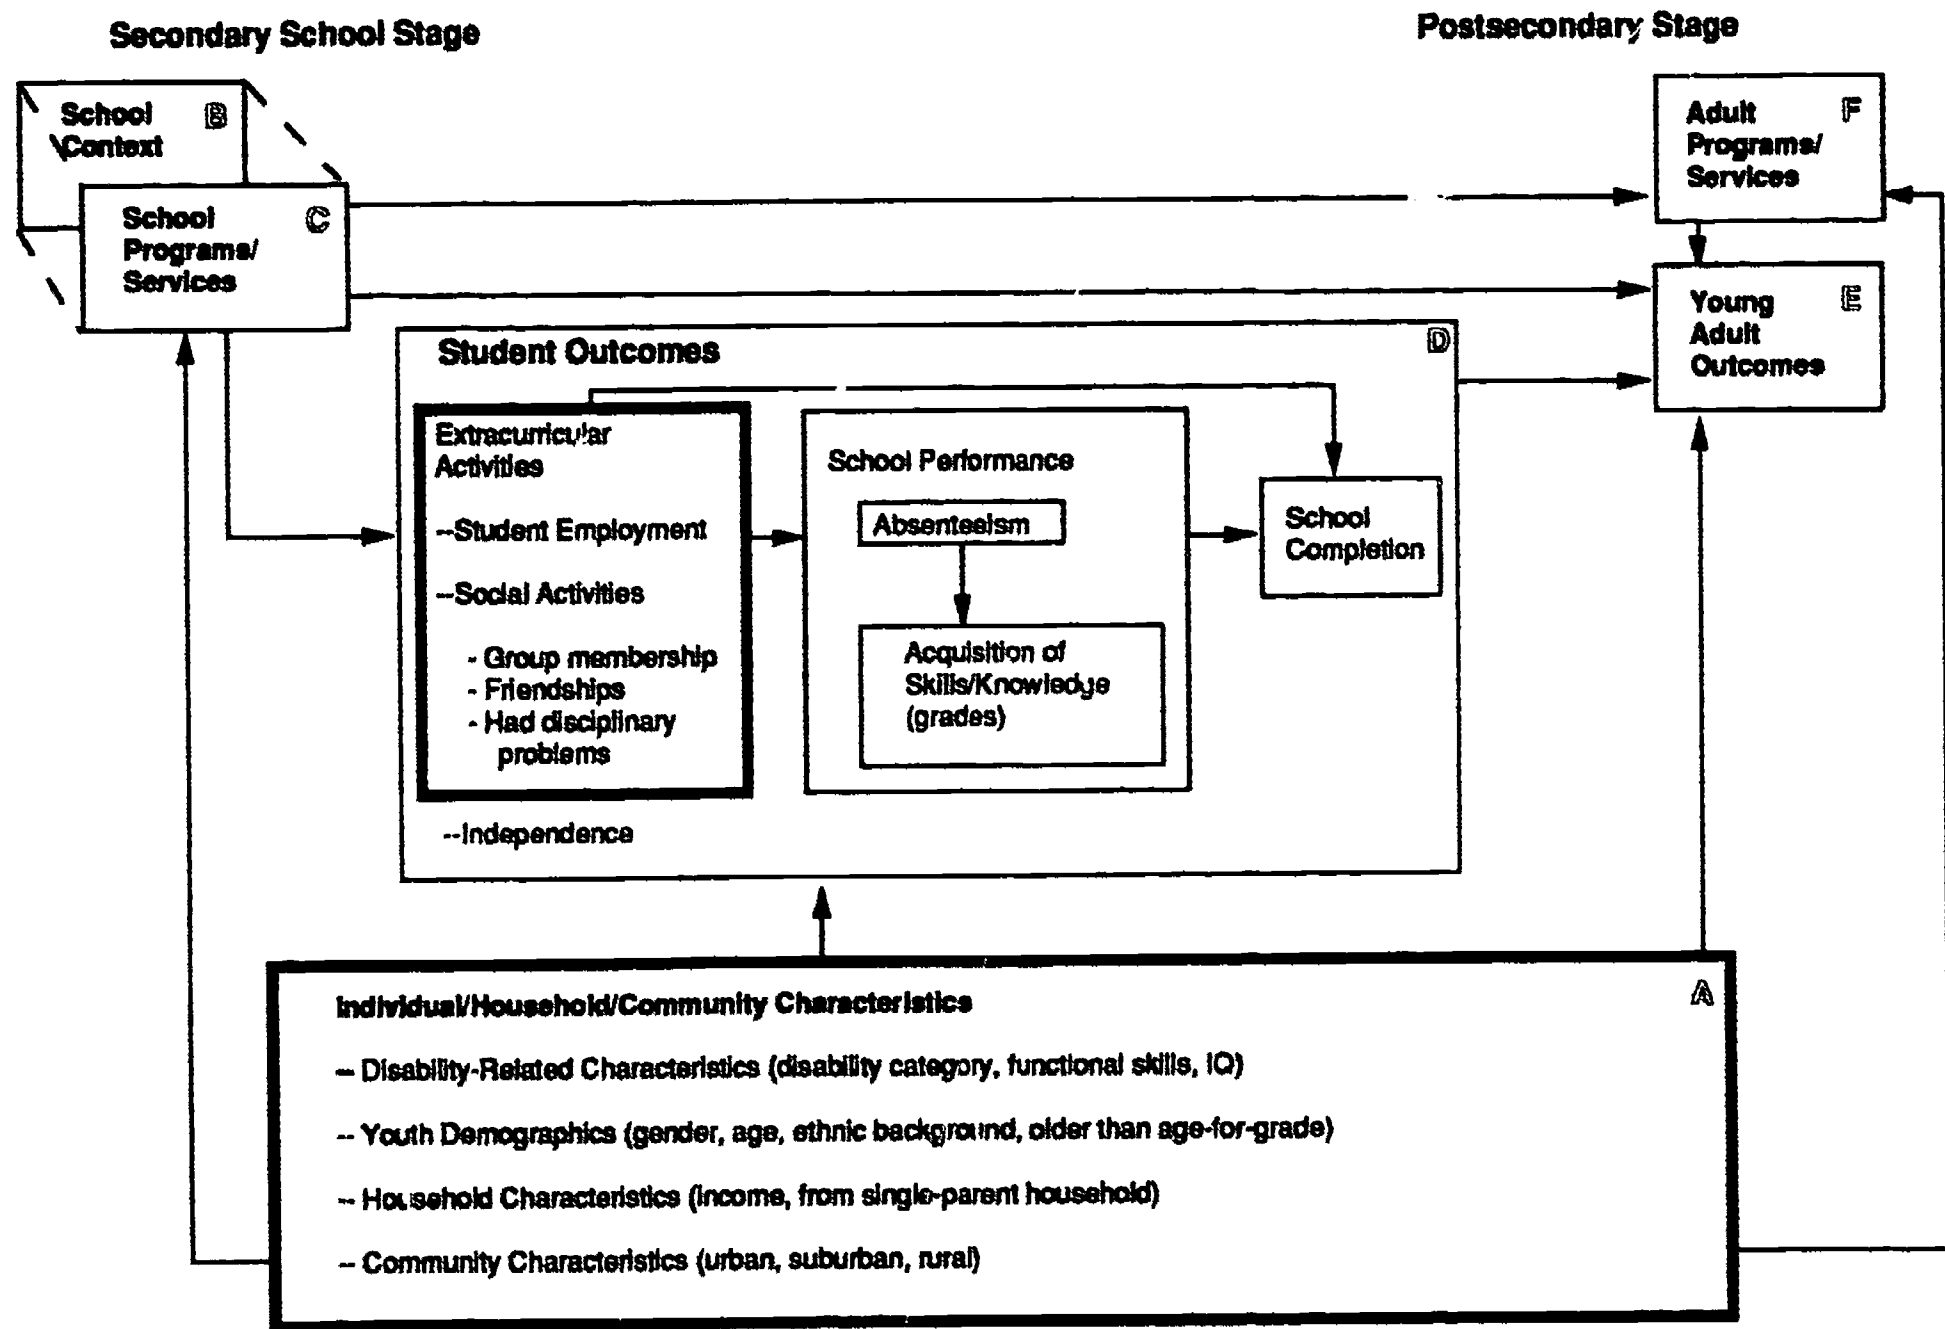 Secondary School Stage
Postsecondary Stage
School B
Context
School C
Programs/
Services
Adult F
Programs/
Services
Young E
Adult
Outcomes
Student Outcomes D
Extracurricular
Activities
--Student Employment
--Social Activities
- Group membership
- Friendships
- Had disciplinary
problems
--Independence
School Performance
Absenteeism
Acquisition of
Skills/Knowledge
(grades)
School
Completion
Individual/Household/Community Characteristics A
-- Disability-Related Characteristics (disability category, functional skills, IQ)
-- Youth Demographics (gender, age, ethnic background, older than age-for-grade)
-- Household Characteristics (income, from single-parent household)
-- Community Characteristics (urban, suburban, rural)